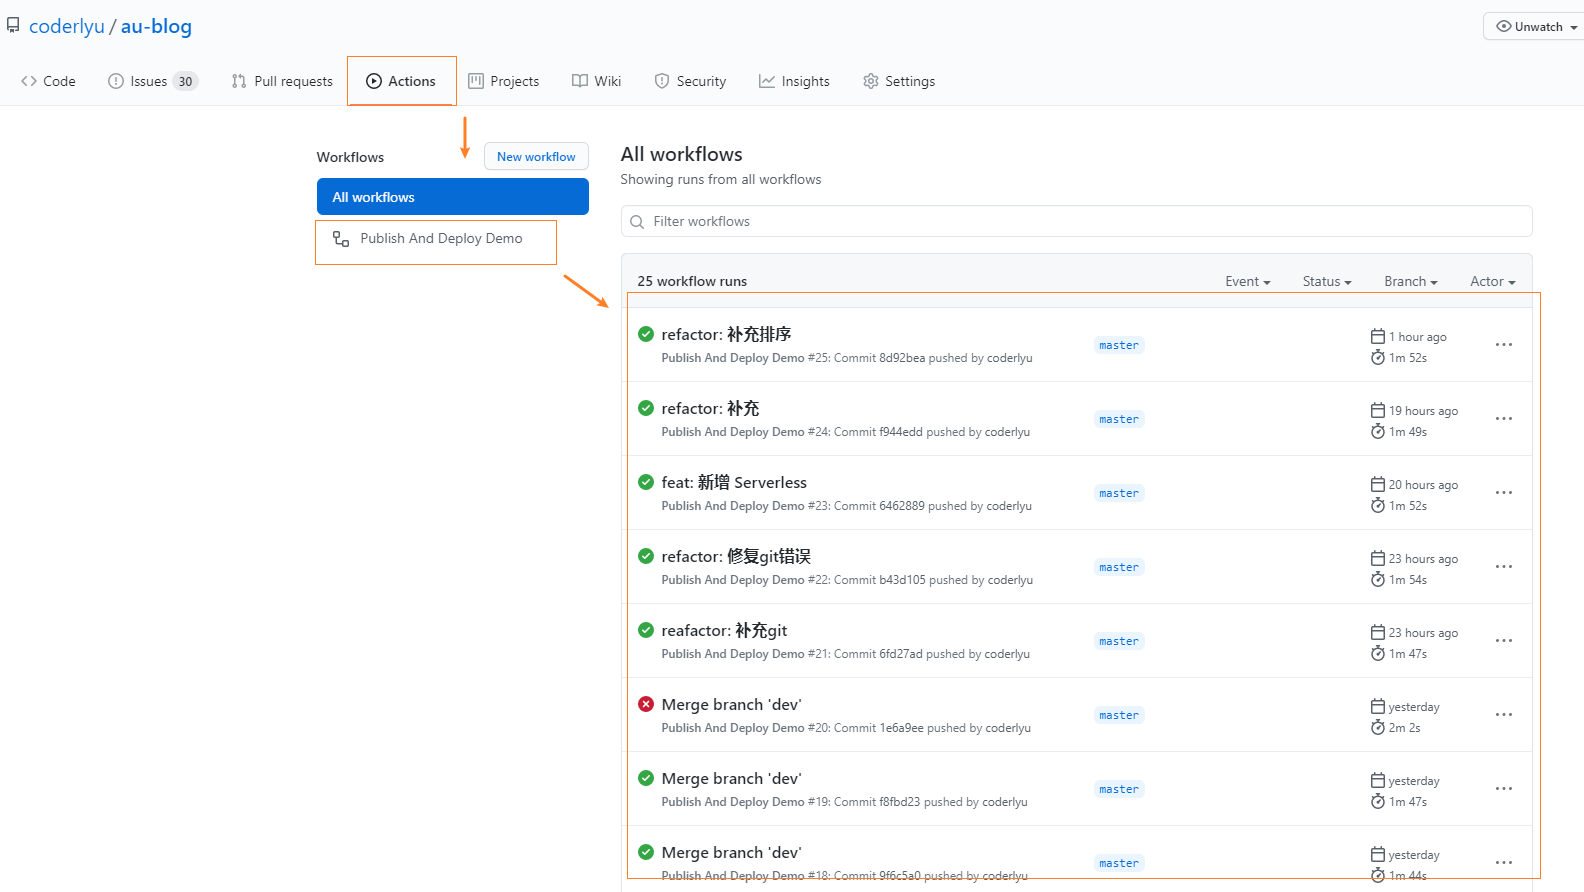 coderlyu / au-blog
Unwatch
Code
Issues 30
Pull requests
Actions
Projects
Wiki
Security
Insights
Settings
Workflows
New workflow
All workflows
Publish And Deploy Demo
All workflows
Showing runs from all workflows
Filter workflows
25 workflow runs
Event
Status
Branch
Actor
refactor: 补充排序
Publish And Deploy Demo #25: Commit 8d92bea pushed by coderlyu
master
1 hour ago
1m 52s
refactor: 补充
Publish And Deploy Demo #24: Commit f944edd pushed by coderlyu
master
19 hours ago
1m 49s
feat: 新增 Serverless
Publish And Deploy Demo #23: Commit 6462889 pushed by coderlyu
master
20 hours ago
1m 52s
refactor: 修复git错误
Publish And Deploy Demo #22: Commit b43d105 pushed by coderlyu
master
23 hours ago
1m 54s
reafactor: 补充git
Publish And Deploy Demo #21: Commit 6fd27ad pushed by coderlyu
master
23 hours ago
1m 47s
Merge branch 'dev'
Publish And Deploy Demo #20: Commit 1e6a9ee pushed by coderlyu
master
yesterday
2m 2s
Merge branch 'dev'
Publish And Deploy Demo #19: Commit f8fbd23 pushed by coderlyu
master
yesterday
1m 47s
Merge branch 'dev'
Publish And Deploy Demo #18: Commit 9f6c5a0 pushed by coderlyu
master
yesterday
1m 44s